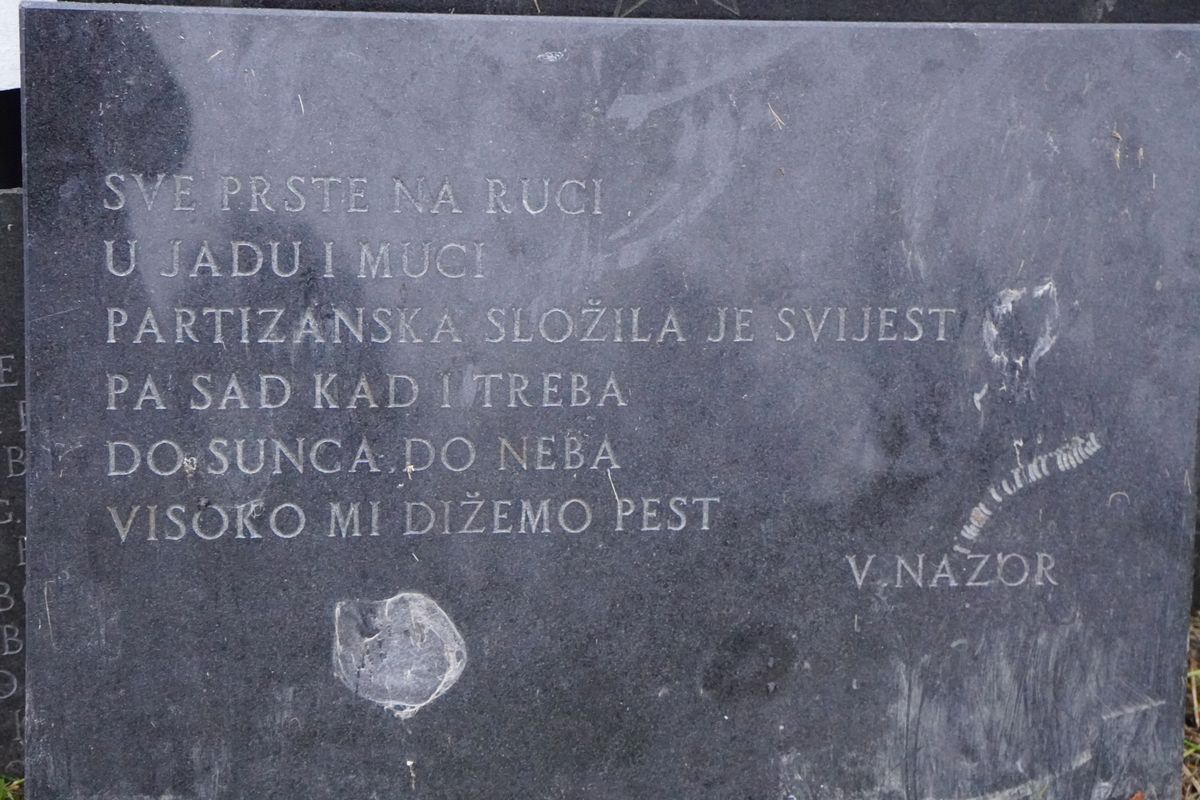 SVE PRSTE NA RUCI
U JADU I MUCI
PARTIZANSKA SLOŽILA JE SVIJEST
PA SAD KAD I TREBA
DO SUNCA, DO NEBA
VISOKO MI DIŽEMO PEST
V. NAZOR